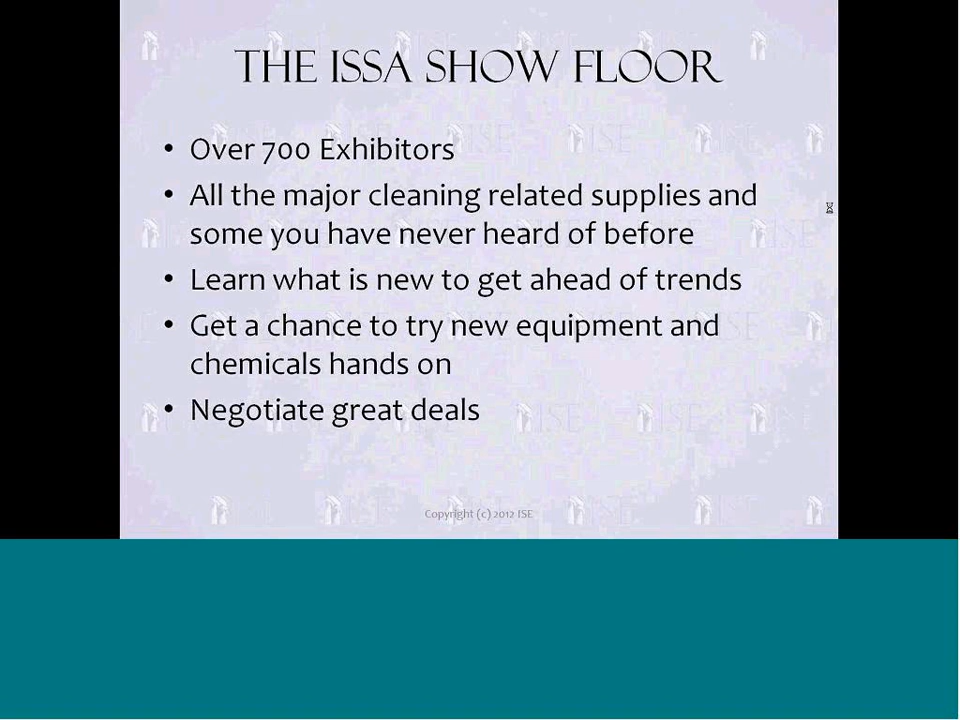 THE ISSA SHOW FLOOR
• Over 700 Exhibitors
• All the major cleaning related supplies and
some you have never heard of before
• Learn what is new to get ahead of trends
• Get a chance to try new equipment and
chemicals hands on
• Negotiate great deals
Copyright (c) 2012 ISE